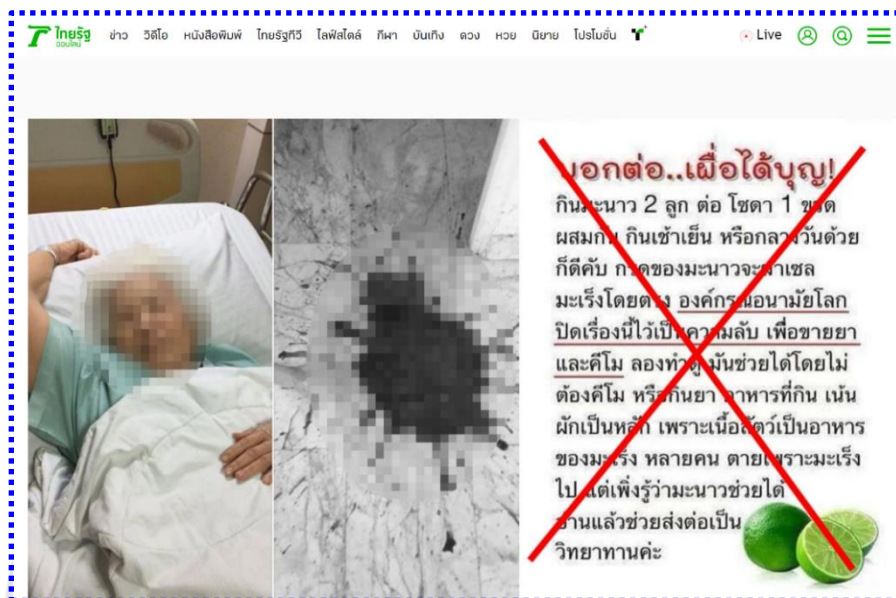 ไทยรัฐ
ออนไลน์
ข่าว วิดีโอ หนังสือพิมพ์ ไทยรัฐทีวี ไลฟ์สไตล์ กีฬา บันเทิง ดวง หวย นิยาย โปรโมชั่น
Live
บอกต่อ..เผื่อได้บุญ!
กินมะนาว 2 ลูก ต่อ โซดา 1 ขวด
ผสมกัน กินเช้าเย็น หรือกลางวันด้วย
ก็ดีคับ กรดของมะนาวจะฆ่าเซล
มะเร็งโดยตรง องค์กรอนามัยโลก
ปิดเรื่องนี้ไว้เป็นความลับ เพื่อขายยา
และคีโม ลองทำดู มันช่วยได้โดยไม่
ต้องคีโม หรือกินยา อาหารที่กิน เน้น
ผักเป็นหลัก เพราะเนื้อสัตว์เป็นอาหาร
ของมะเร็ง หลายคน ตายเพราะมะเร็ง
ไป แต่เพิ่งรู้ว่ามะนาวช่วยได้
อ่านแล้วช่วยส่งต่อเป็น
วิทยาทานค่ะ